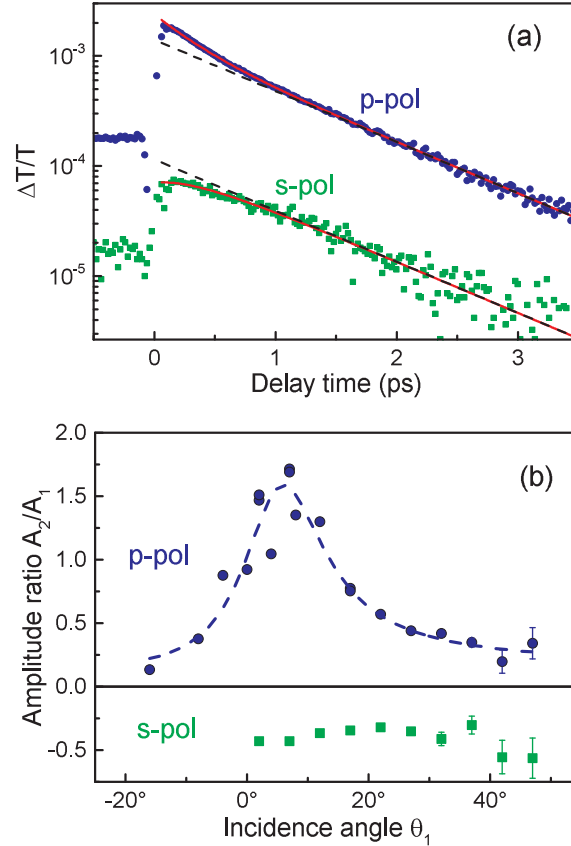 (a)
10⁻³
p-pol
ΔT/T
10⁻⁴
s-pol
10⁻⁵
0 1 2 3
Delay time (ps)
2.0
(b)
1.5
p-pol
1.0
Amplitude ratio A₂/A₁
0.5
0.0
s-pol
-0.5
-20° 0° 20° 40°
Incidence angle θ₁